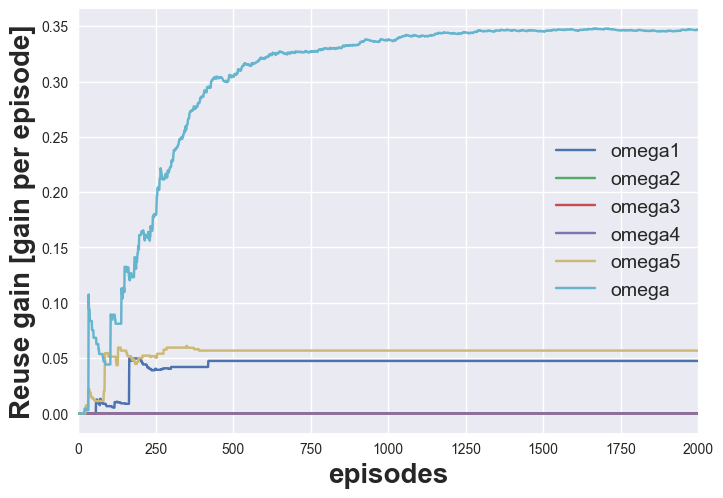 Reuse gain [gain per episode]
0.35
0.30
0.25
0.20
0.15
0.10
0.05
0.00
omega1
omega2
omega3
omega4
omega5
omega
0 250 500 750 1000 1250 1500 1750 2000
episodes